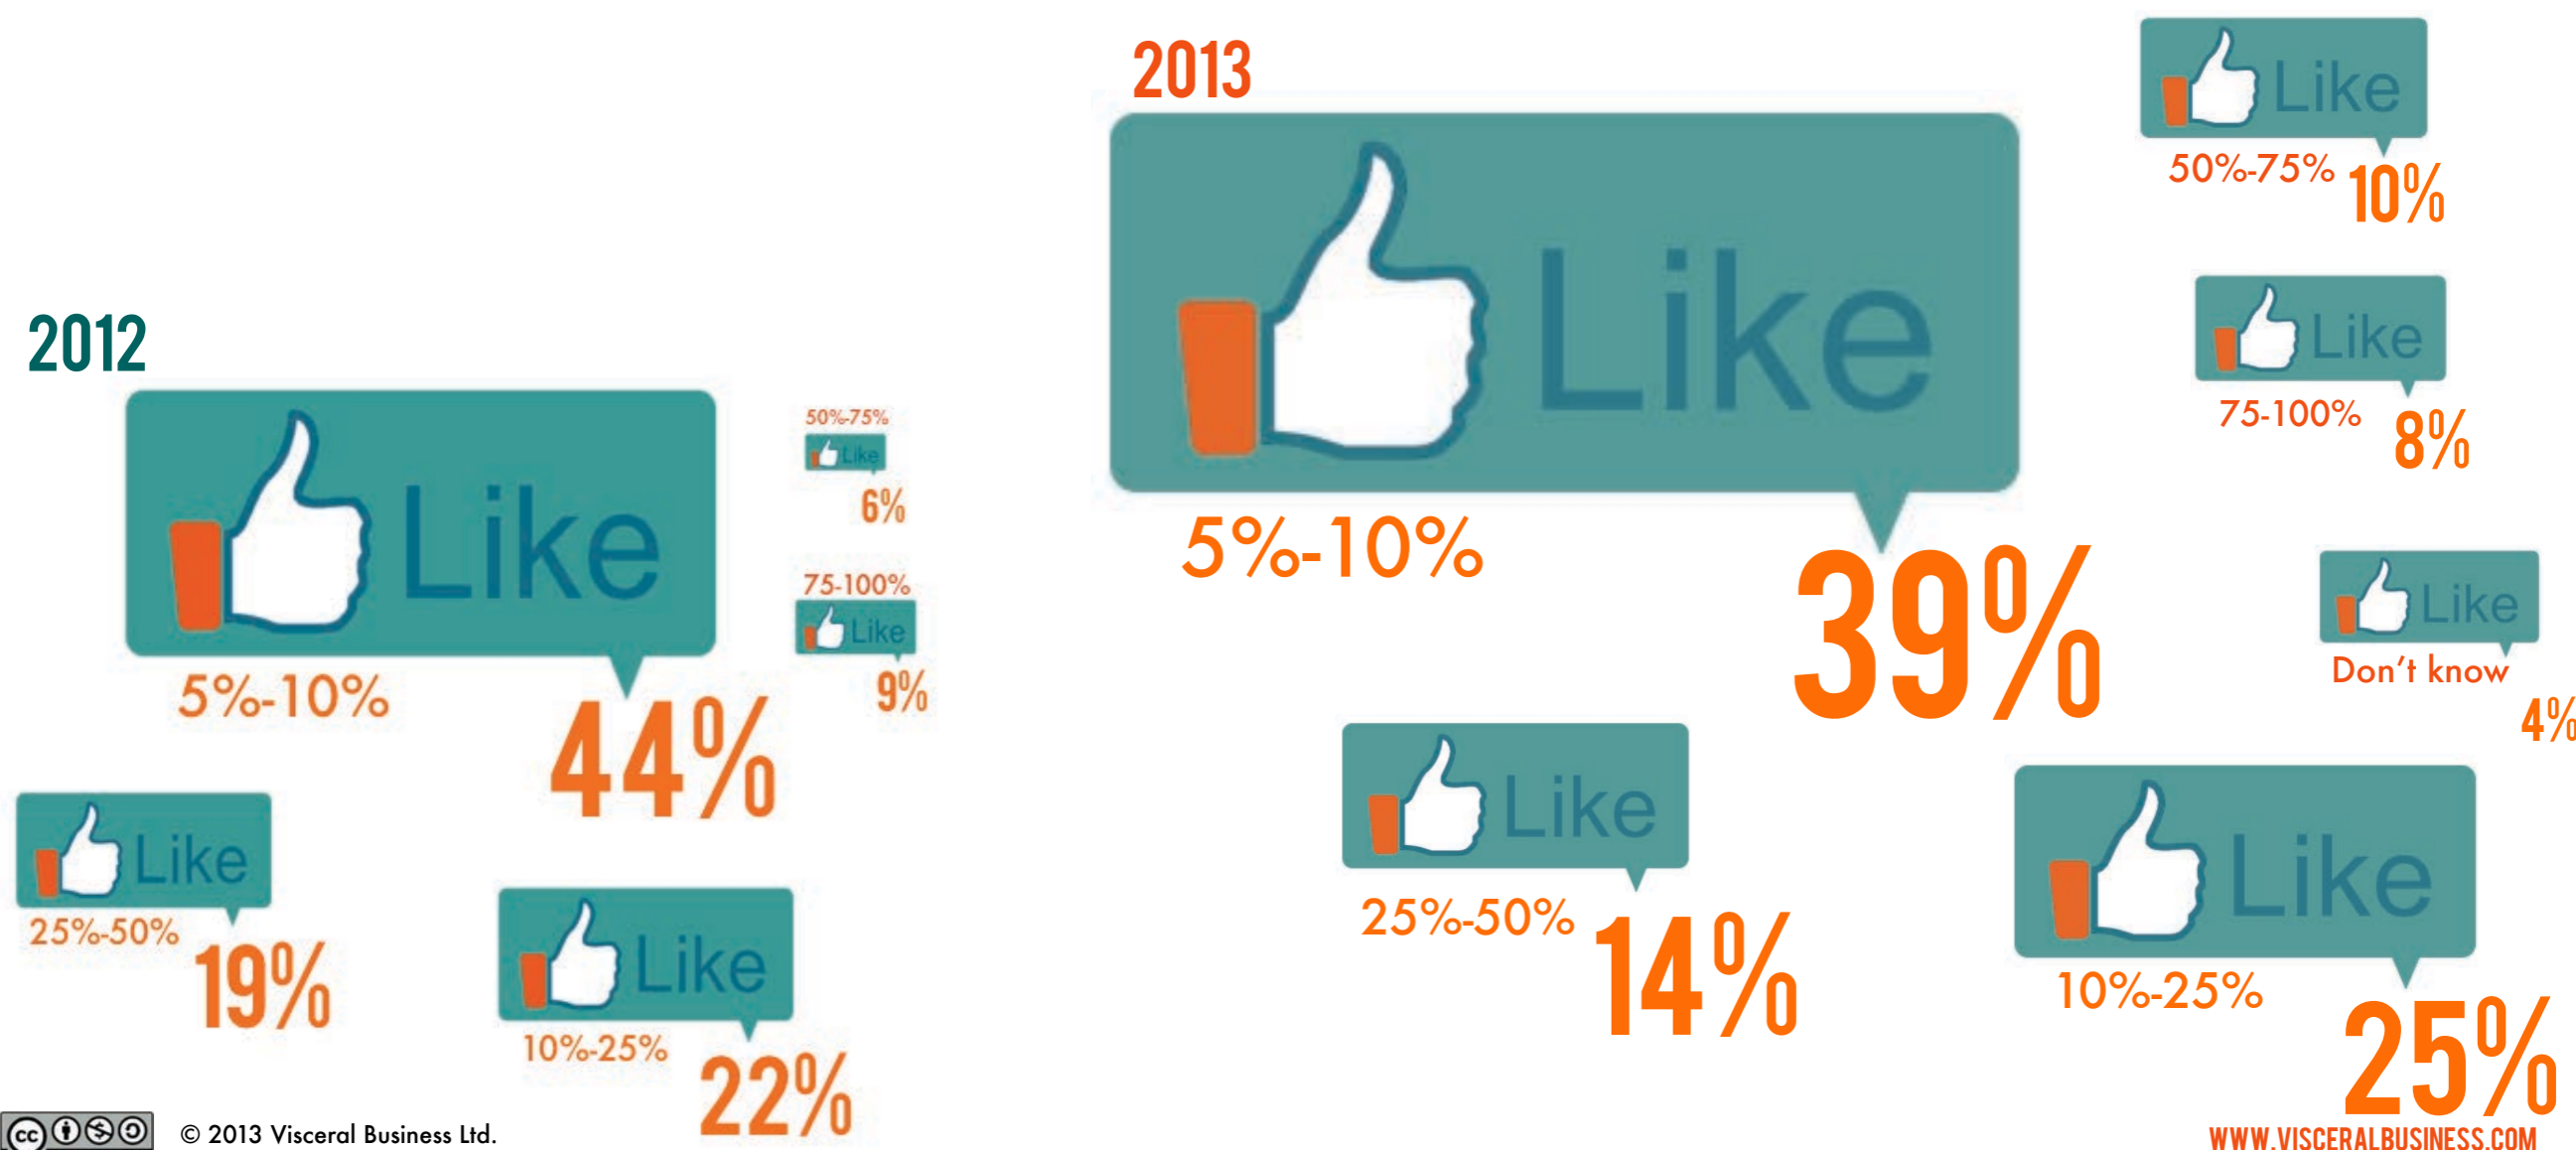 2012
Like
5%-10%
44%
50%-75%
Like
6%
75-100%
Like
9%
Like
25%-50%
19%
Like
10%-25%
22%
2013
Like
5%-10%
39%
Like
50%-75%
10%
Like
75-100%
8%
Like
Don't know
4%
Like
25%-50%
14%
Like
10%-25%
25%
cc
© 2013 Visceral Business Ltd.
WWW.VISCERALBUSINESS.COM